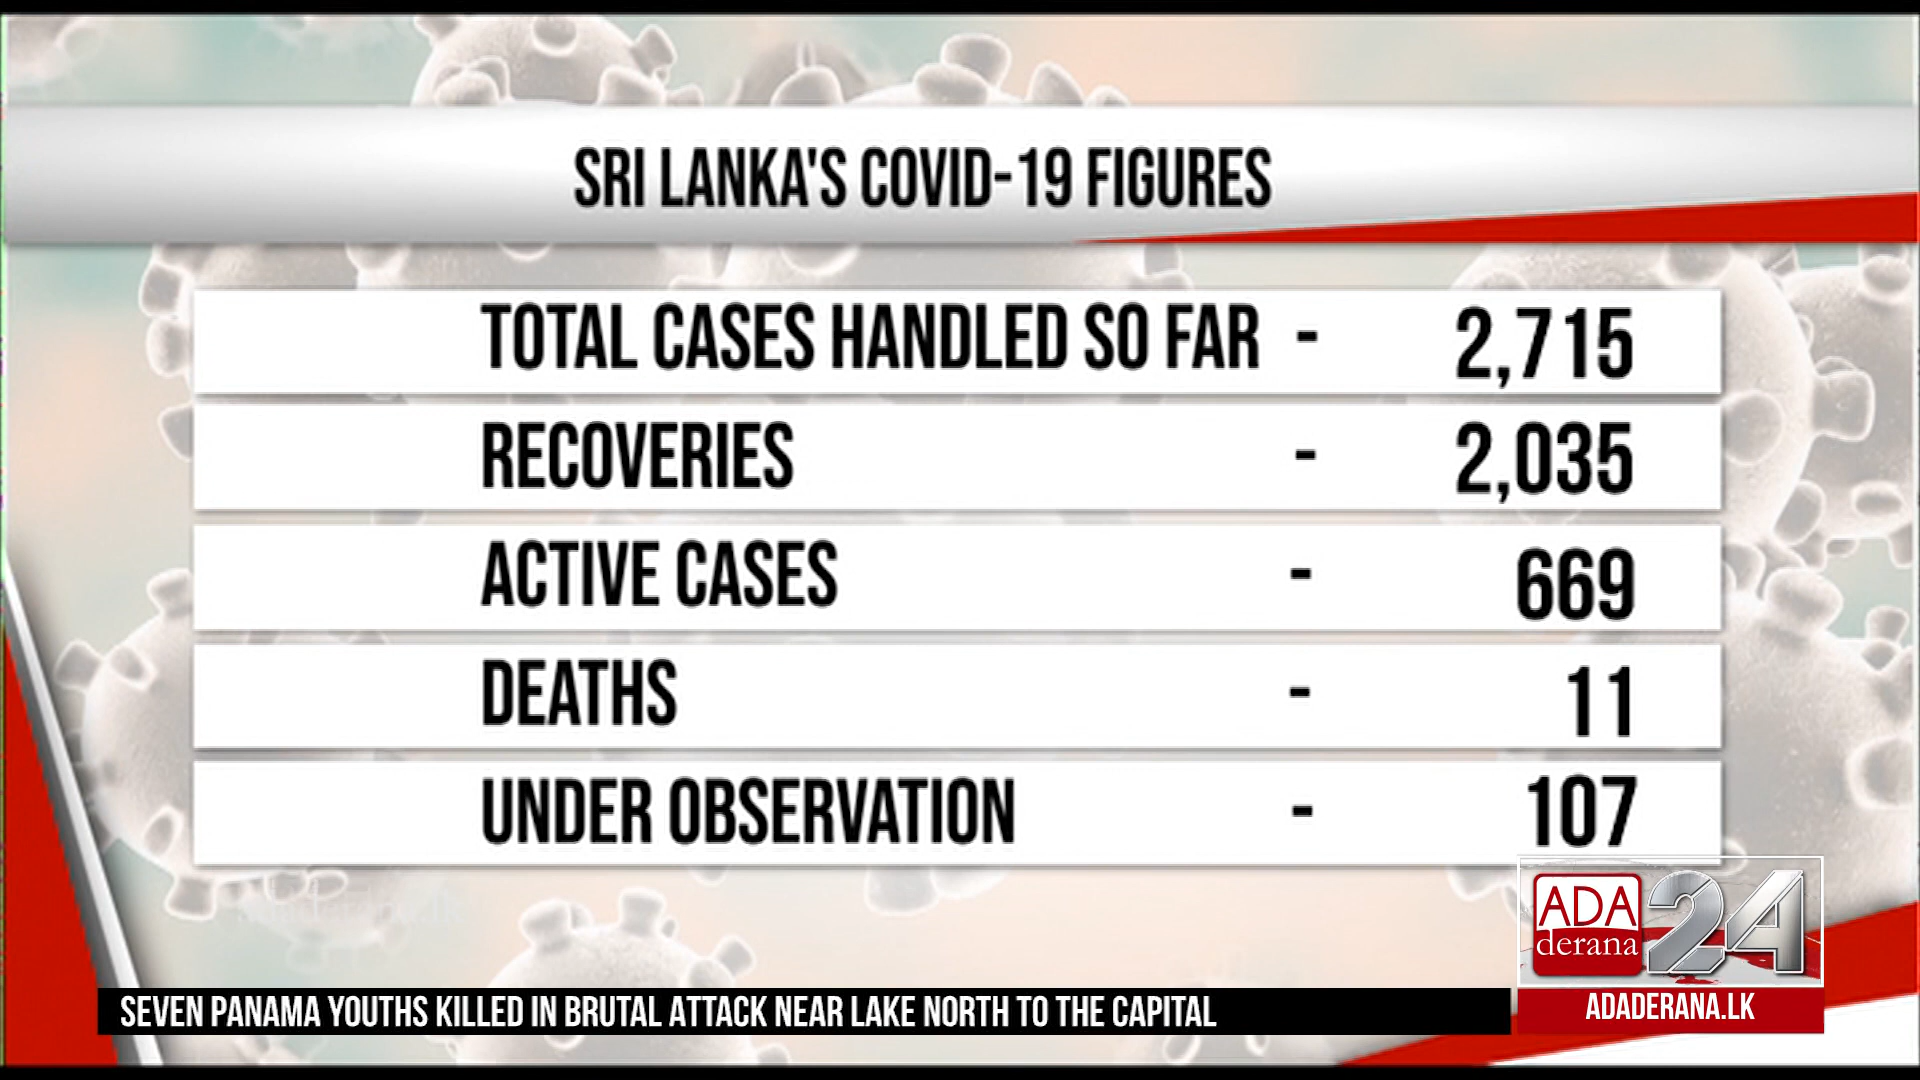 SRI LANKA'S COVID-19 FIGURES
TOTAL CASES HANDLED SO FAR - 2,715
RECOVERIES - 2,035
ACTIVE CASES - 669
DEATHS - 11
UNDER OBSERVATION - 107
ADA
derana
24
SEVEN PANAMA YOUTHS KILLED IN BRUTAL ATTACK NEAR LAKE NORTH TO THE CAPITAL
ADADERANA.LK